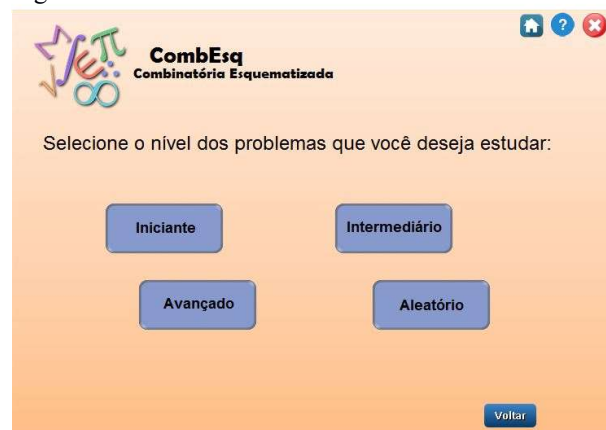 CombEsq
Combinatória Esquematizada
Selecione o nível dos problemas que você deseja estudar:
Iniciante
Intermediário
Avançado
Aleatório
Voltar